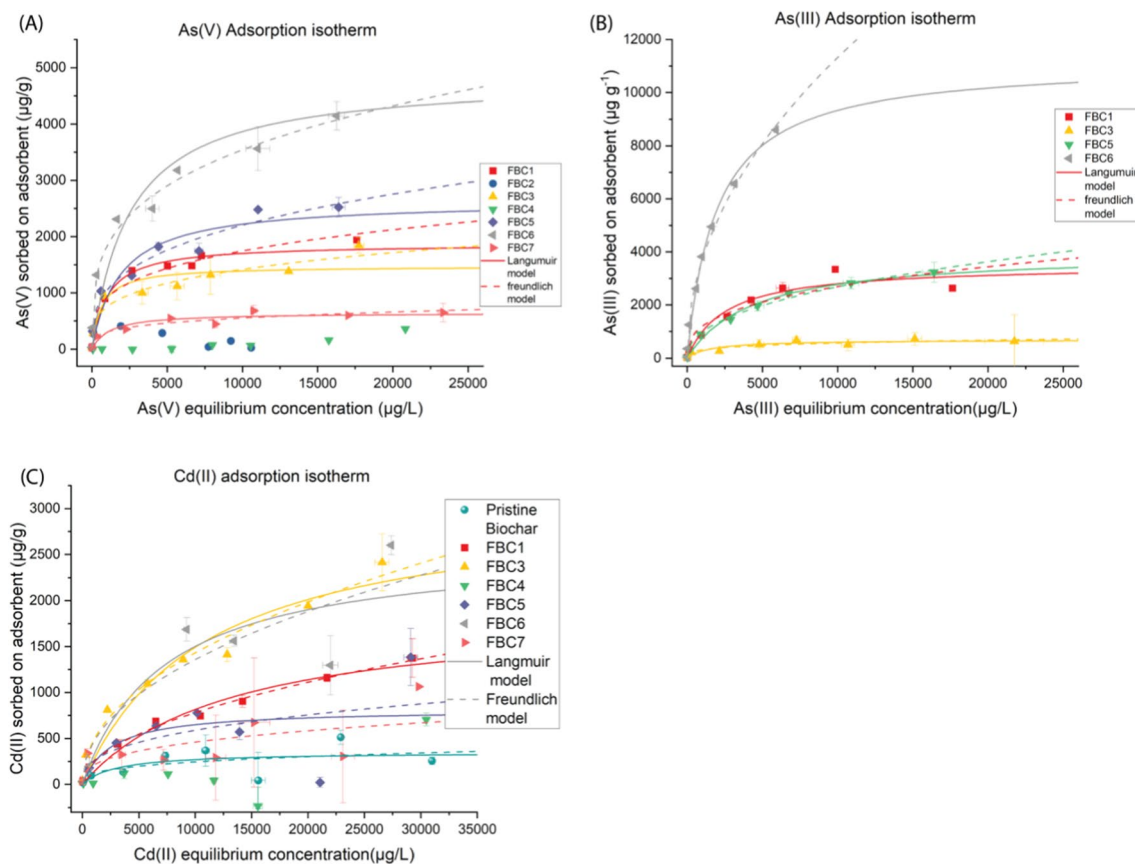 (A)
As(V) Adsorption isotherm
As(V) sorbed on adsorbent (µg/g)
5000
4000
3000
2000
1000
0
0 5000 10000 15000 20000 25000
As(V) equilibrium concentration (µg/L)
FBC1
FBC2
FBC3
FBC4
FBC5
FBC6
FBC7
Langumuir
model
freundlich
model
(B)
As(III) Adsorption isotherm
As(III) sorbed on adsorbent (µg g⁻¹)
12000
10000
8000
6000
4000
2000
0
0 5000 10000 15000 20000 25000
As(III) equilibrium concentration(µg/L)
FBC1
FBC3
FBC5
FBC6
Langumuir
model
freundlich
model
(C)
Cd(II) adsorption isotherm
Cd(II) sorbed on adsorbent (µg/g)
3000
2500
2000
1500
1000
500
0
0 5000 10000 15000 20000 25000 30000 35000
Cd(II) equilibrium concentration(µg/L)
Pristine
Biochar
FBC1
FBC3
FBC4
FBC5
FBC6
FBC7
Langmuir
model
Freundlich
model